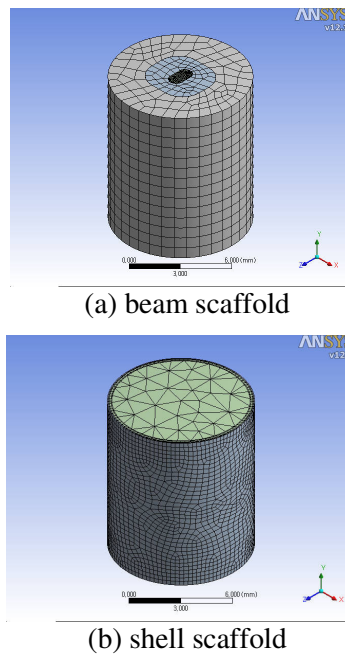 ANSYS
v12.
0.000 6.000 (mm)
3.000
Y
Z X
(a) beam scaffold
ANSYS
v12.
0.000 6.000 (mm)
3.000
Y
Z X
(b) shell scaffold